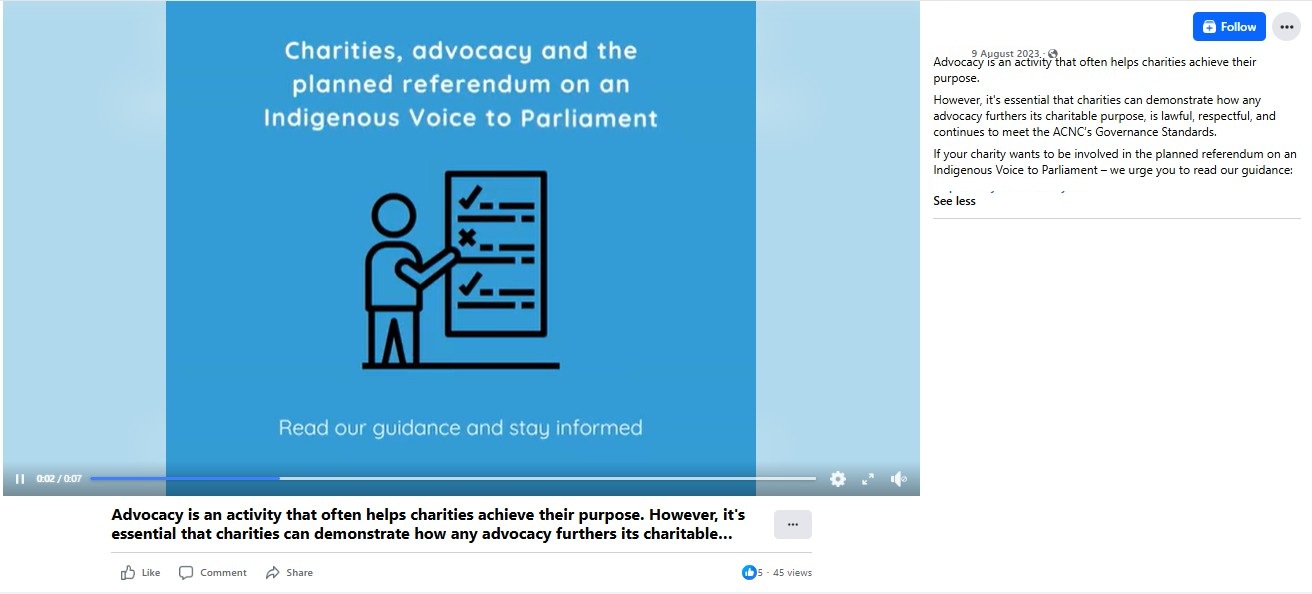 Charities, advocacy and the
planned referendum on an
Indigenous Voice to Parliament
Read our guidance and stay informed
0:02 / 0:07
Advocacy is an activity that often helps charities achieve their purpose. However, it's
essential that charities can demonstrate how any advocacy furthers its charitable...
Like
Comment
Share
5 · 45 views
Follow
9 August 2023 ·
Advocacy is an activity that often helps charities achieve their
purpose.
However, it's essential that charities can demonstrate how any
advocacy furthers its charitable purpose, is lawful, respectful, and
continues to meet the ACNC's Governance Standards.
If your charity wants to be involved in the planned referendum on an
Indigenous Voice to Parliament – we urge you to read our guidance:
See less